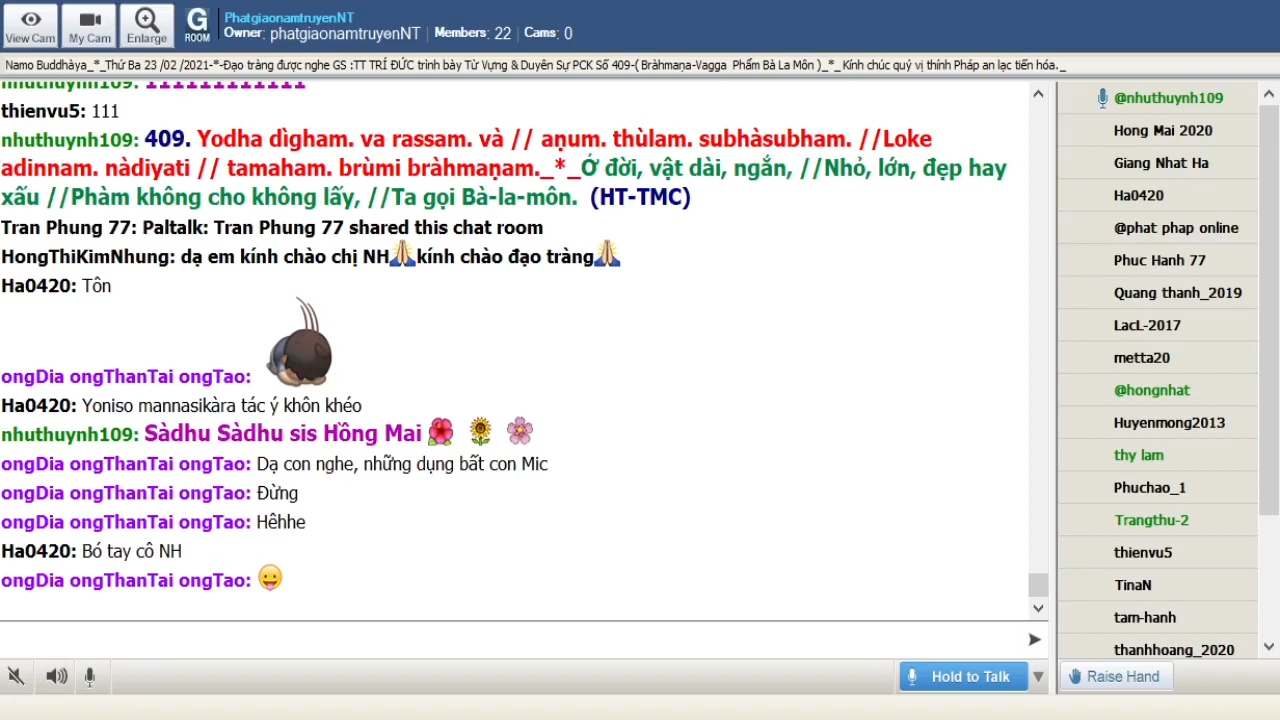 View Cam
My Cam
Enlarge
G
ROOM
PhatgiaonamtruyenNT
Owner: phatgiaonamtruyenNT | Members: 22 | Cams: 0
Namo Buddhàya_*_Thứ Ba 23 /02 /2021-*-Đạo tràng được nghe GS :TT TRÍ ĐỨC trình bày Từ Vựng & Duyên Sự PCK Số 409-( Bràhmaṇa-Vagga Phẩm Bà La Môn )_*_ Kính chúc quý vị thính Pháp an lạc tiến hóa._
nhuthuynh109: 111111111111
thienvu5: 111
nhuthuynh109: 409. Yodha dìgham. va rassam. và // aṇum. thùlam. subhàsubham. //Loke
adinnam. nàdiyati // tamaham. brùmi bràhmaṇam._*_Ở đời, vật dài, ngắn, //Nhỏ, lớn, đẹp hay
xấu //Phàm không cho không lấy, //Ta gọi Bà-la-môn. (HT-TMC)
Tran Phung 77: Paltalk: Tran Phung 77 shared this chat room
HongThiKimNhung: dạ em kính chào chị NH🙏kính chào đạo tràng🙏
Ha0420: Tôn
ongDia ongThanTai ongTao:
Ha0420: Yoniso mannasikàra tác ý khôn khéo
nhuthuynh109: Sàdhu Sàdhu sis Hồng Mai 🌺 🌻 🌸
ongDia ongThanTai ongTao: Dạ con nghe, những dụng bất con Mic
ongDia ongThanTai ongTao: Đừng
ongDia ongThanTai ongTao: Hêhhe
Ha0420: Bó tay cô NH
ongDia ongThanTai ongTao: 😛
Hold to Talk
@nhuthuynh109
Hong Mai 2020
Giang Nhat Ha
Ha0420
@phat phap online
Phuc Hanh 77
Quang thanh_2019
LacL-2017
metta20
@hongnhat
Huyenmong2013
thy lam
Phuchao_1
Trangthu-2
thienvu5
TinaN
tam-hanh
thanhhoang_2020
Raise Hand